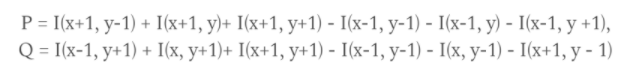 P = I(x+1, y-1) + I(x+1, y)+ I(x+1, y+1) - I(x-1, y-1) - I(x-1, y) - I(x-1, y +1),
Q = I(x-1, y+1) + I(x, y+1)+ I(x+1, y+1) - I(x-1, y-1) - I(x, y-1) - I(x+1, y - 1)